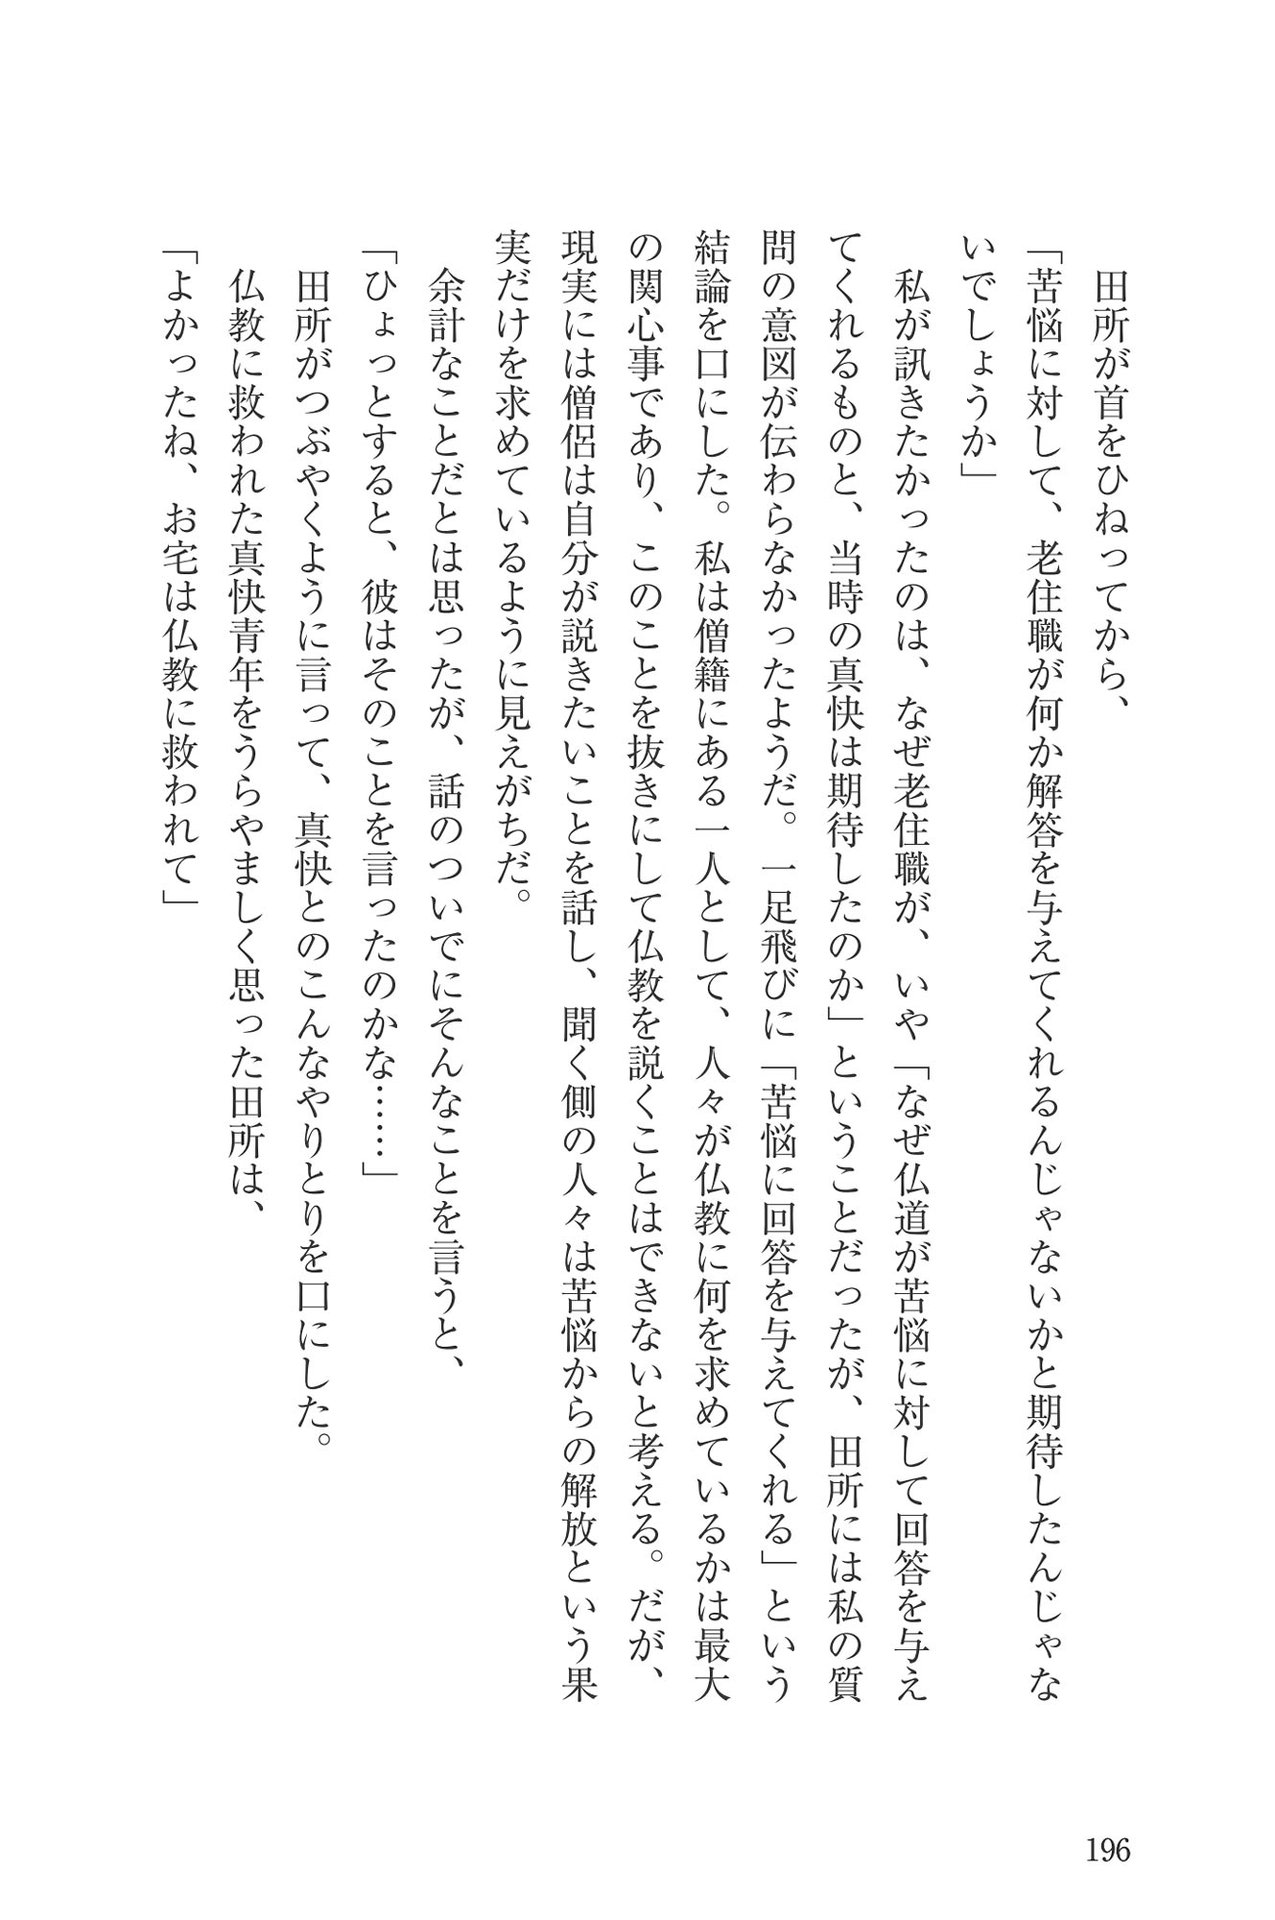 田所が首をひねってから、
「苦悩に対して、老住職が何か解答を与えてくれるんじゃないかと期待したんじゃな
いでしょうか」
私が訊きたかったのは、なぜ老住職が、いや「なぜ仏道が苦悩に対して回答を与え
てくれるものと、当時の真快は期待したのか」ということだったが、田所には私の質
問の意図が伝わらなかったようだ。一足飛びに「苦悩に回答を与えてくれる」という
結論を口にした。私は僧籍にある一人として、人々が仏教に何を求めているかは最大
の関心事であり、このことを抜きにして仏教を説くことはできないと考える。だが、
現実には僧侶は自分が説きたいことを話し、聞く側の人々は苦悩からの解放という果
実だけを求めているように見えがちだ。
余計なことだとは思ったが、話のついでにそんなことを言うと、
「ひょっとすると、彼はそのことを言ったのかな……」
田所がつぶやくように言って、真快とのこんなやりとりを口にした。
仏教に救われた真快青年をうらやましく思った田所は、
「よかったね、お宅は仏教に救われて」
196